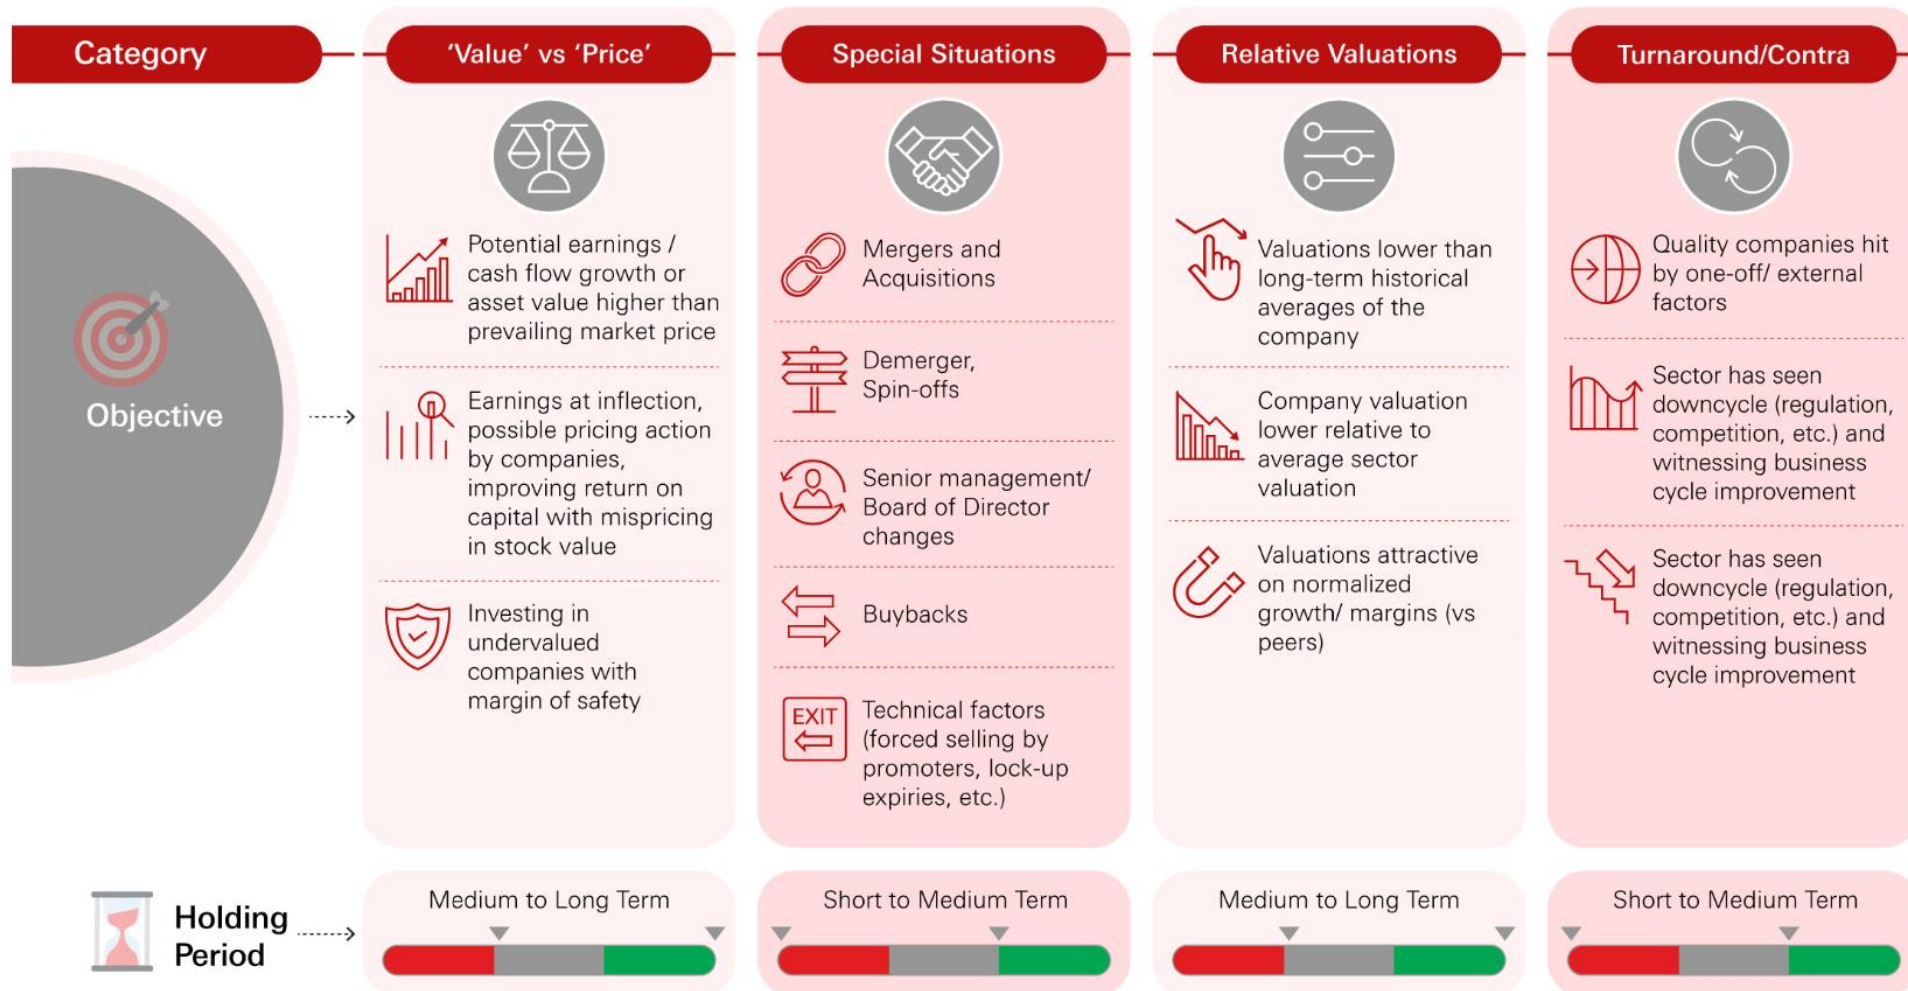 Category
'Value' vs 'Price'
Special Situations
Relative Valuations
Turnaround/Contra
Objective
Potential earnings /
cash flow growth or
asset value higher than
prevailing market price
Earnings at inflection,
possible pricing action
by companies,
improving return on
capital with mispricing
in stock value
Investing in
undervalued
companies with
margin of safety
Mergers and
Acquisitions
Demerger,
Spin-offs
Senior management/
Board of Director
changes
Buybacks
EXIT
Technical factors
(forced selling by
promoters, lock-up
expiries, etc.)
Valuations lower than
long-term historical
averages of the
company
Company valuation
lower relative to
average sector
valuation
Valuations attractive
on normalized
growth/ margins (vs
peers)
Quality companies hit
by one-off/ external
factors
Sector has seen
downcycle (regulation,
competition, etc.) and
witnessing business
cycle improvement
Sector has seen
downcycle (regulation,
competition, etc.) and
witnessing business
cycle improvement
Holding
Period
Medium to Long Term
Short to Medium Term
Medium to Long Term
Short to Medium Term